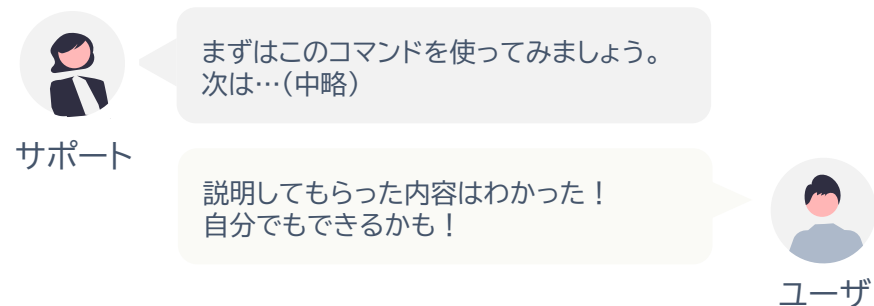 まずはこのコマンドを使ってみましょう。
次は…(中略)
サポート
説明してもらった内容はわかった！
自分でもできるかも！
ユーザ